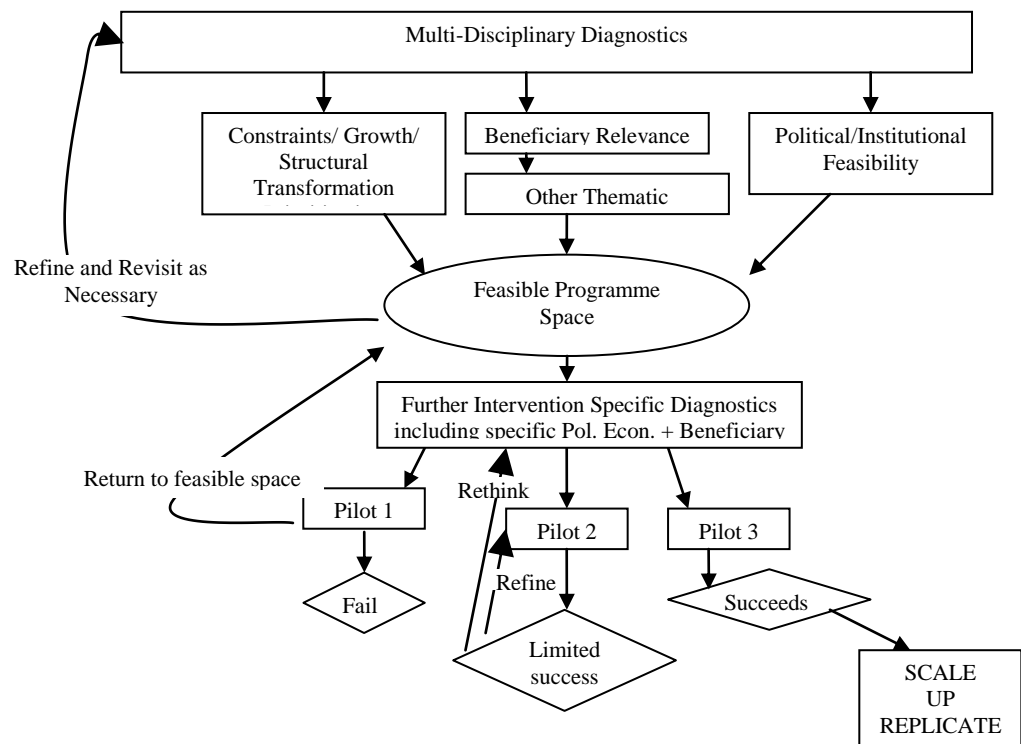 Multi-Disciplinary Diagnostics
Constraints/ Growth/
Structural
Transformation
Beneficiary Relevance
Other Thematic
Political/Institutional
Feasibility
Refine and Revisit as
Necessary
Feasible Programme
Space
Further Intervention Specific Diagnostics
including specific Pol. Econ. + Beneficiary
Return to feasible space
Rethink
Pilot 1
Pilot 2
Pilot 3
Refine
Fail
Limited
success
Succeeds
SCALE
UP
REPLICATE